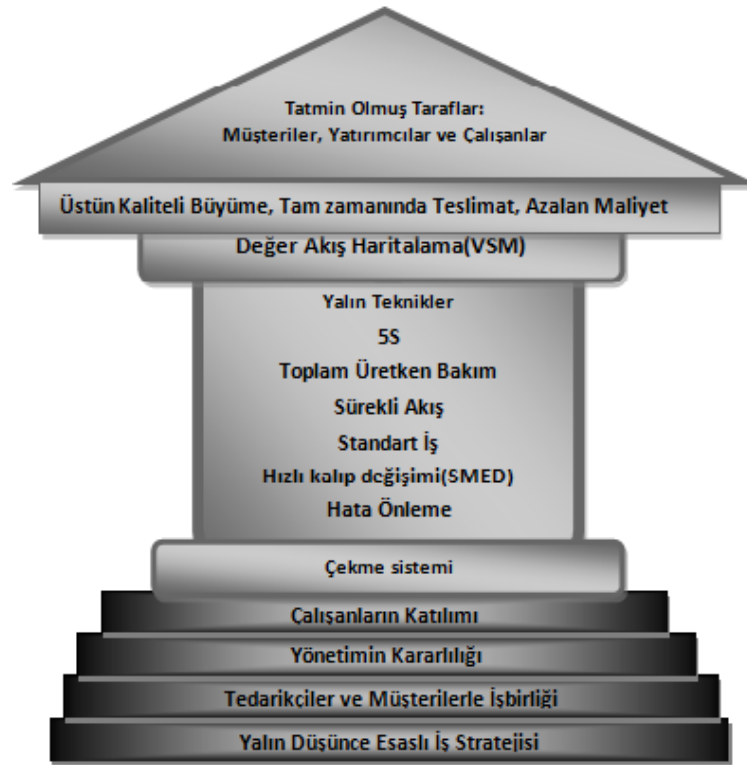 Tatmin Olmuş Taraflar:
Müşteriler, Yatırımcılar ve Çalışanlar
Üstün Kaliteli Büyüme, Tam zamanında Teslimat, Azalan Maliyet
Değer Akış Haritalama(VSM)
Yalın Teknikler
5S
Toplam Üretken Bakım
Sürekli Akış
Standart İş
Hızlı kalıp değişimi(SMED)
Hata Önleme
Çekme sistemi
Çalışanların Katılımı
Yönetimin Kararlılığı
Tedarikçiler ve Müşterilerle İşbirliği
Yalın Düşünce Esaslı İş Stratejisi